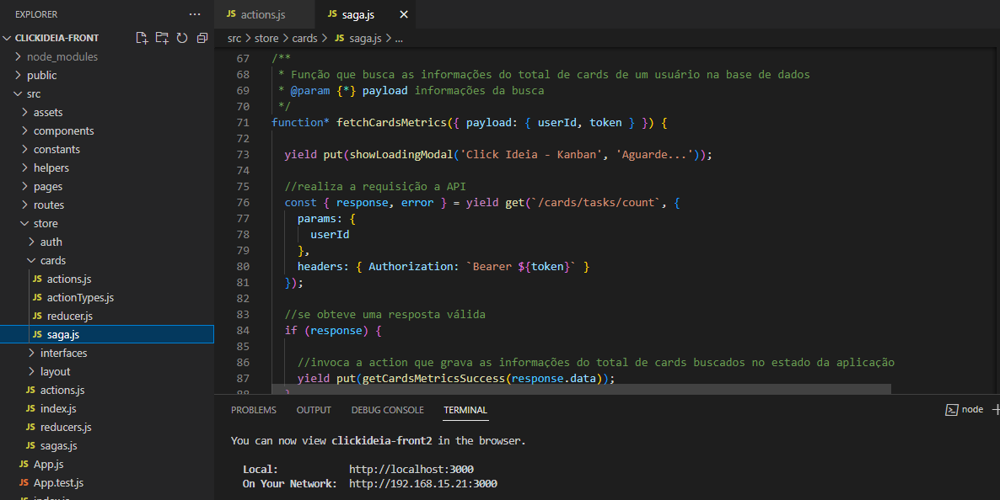 EXPLORER
CLICKIDEIA-FRONT
node_modules
public
src
assets
components
constants
helpers
pages
routes
store
auth
cards
JS actions.js
JS actionTypes.js
JS reducer.js
JS saga.js
interfaces
layout
JS actions.js
JS index.js
JS reducers.js
JS sagas.js
JS App.js
JS App.test.js
JS index.js
JS actions.js
JS saga.js
src > store > cards > JS saga.js > ...
67 /**
68 * Função que busca as informações do total de cards de um usuário na base de dados
69 * @param {*} payload informações da busca
70 */
71 function* fetchCardsMetrics({ payload: { userId, token } }) {
72
73 yield put(showLoadingModal('Click Ideia - Kanban', 'Aguarde...'));
74
75 //realiza a requisição a API
76 const { response, error } = yield get(`/cards/tasks/count`, {
77 params: {
78 userId
79 },
80 headers: { Authorization: `Bearer ${token}` }
81 });
82
83 //se obteve uma resposta válida
84 if (response) {
85
86 //invoca a action que grava as informações do total de cards buscados no estado da aplicação
87 yield put(getCardsMetricsSuccess(response.data));
88 }
PROBLEMS OUTPUT DEBUG CONSOLE TERMINAL
node
You can now view clickideia-front2 in the browser.
Local: http://localhost:3000
On Your Network: http://192.168.15.21:3000